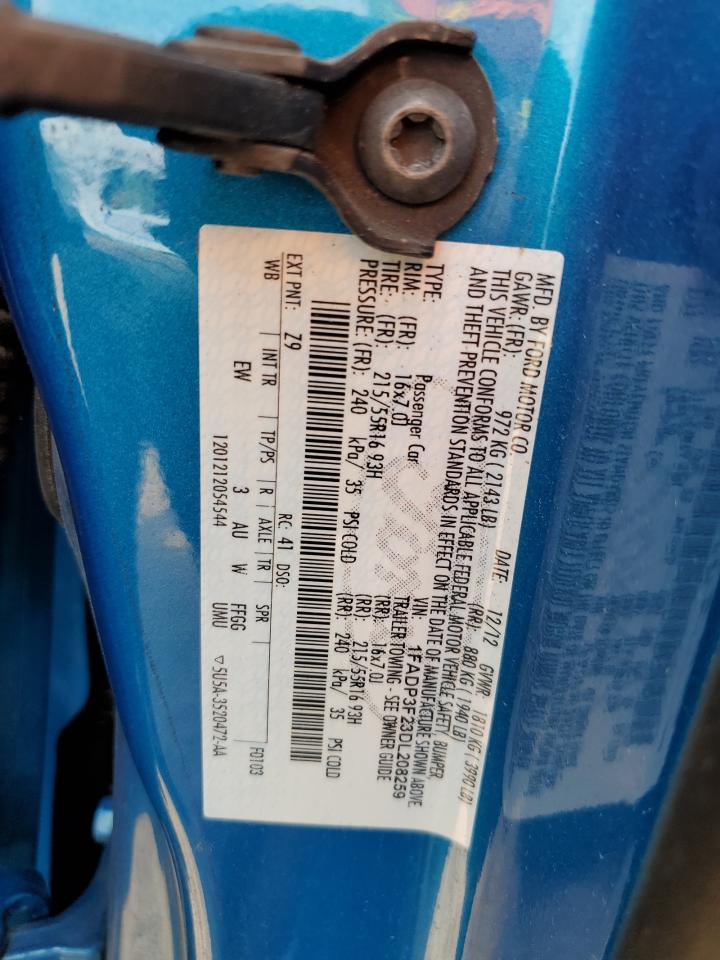 MFD. BY FORD MOTOR CO.
DATE: 12/12 GVWR: 1810 KG ( 3990 LB)
GAWR: (FR): 972 KG ( 2143 LB) (RR): 880 KG ( 1940 LB)
THIS VEHICLE CONFORMS TO ALL APPLICABLE FEDERAL MOTOR VEHICLE SAFETY, BUMPER,
AND THEFT PREVENTION STANDARDS IN EFFECT ON THE DATE OF MANUFACTURE SHOWN ABOVE
VIN: 1FADP3F23DL208259
TYPE: Passenger Car TRAILER TOWING - SEE OWNER GUIDE
RIM: (FR): 16x7.0J (RR): 16x7.0J
TIRE: (FR): 215/55R16 93H (RR): 215/55R16 93H
PRESSURE: (FR): 240 kPa/ 35 PSI COLD (RR): 240 kPa/ 35 PSI COLD
EXT PNT: Z9 RC: 41 DSO: F0103
WB INT TR TP/PS R AXLE TR SPR
EW 3 AU W FFGG ▽5U5A-3520472-AA
1201212054544 UMU